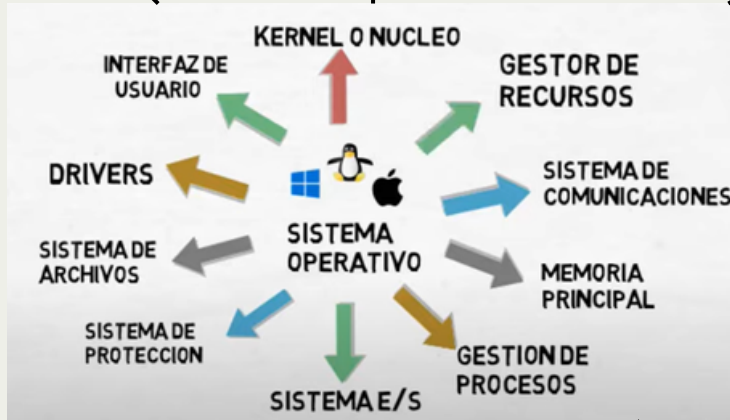 KERNEL O NUCLEO
INTERFAZ DE
USUARIO
GESTOR DE
RECURSOS
DRIVERS
SISTEMA DE
COMUNICACIONES
SISTEMA DE
ARCHIVOS
SISTEMA
OPERATIVO
MEMORIA
PRINCIPAL
SISTEMA DE
PROTECCION
GESTION DE
PROCESOS
SISTEMA E/S